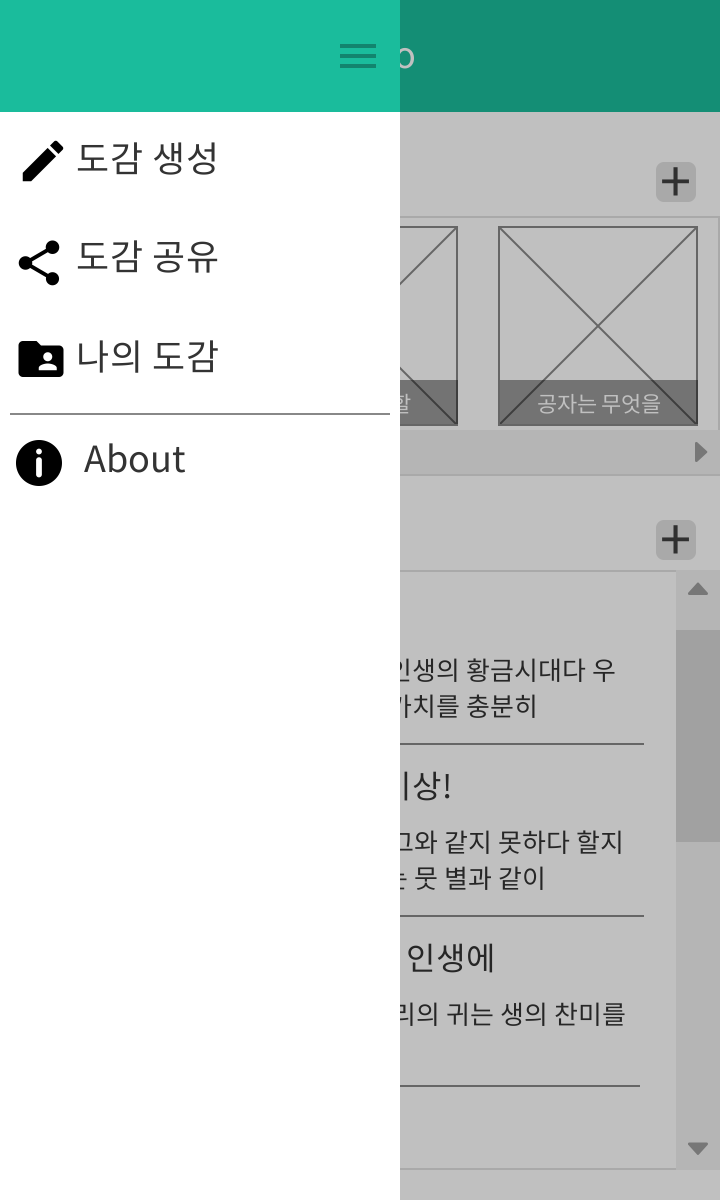 o
도감 생성
도감 공유
나의 도감
About
할
공자는 무엇을
인생의 황금시대다 우
가치를 충분히
이상!
그와 같지 못하다 할지
는 뭇 별과 같이
인생에
리의 귀는 생의 찬미를